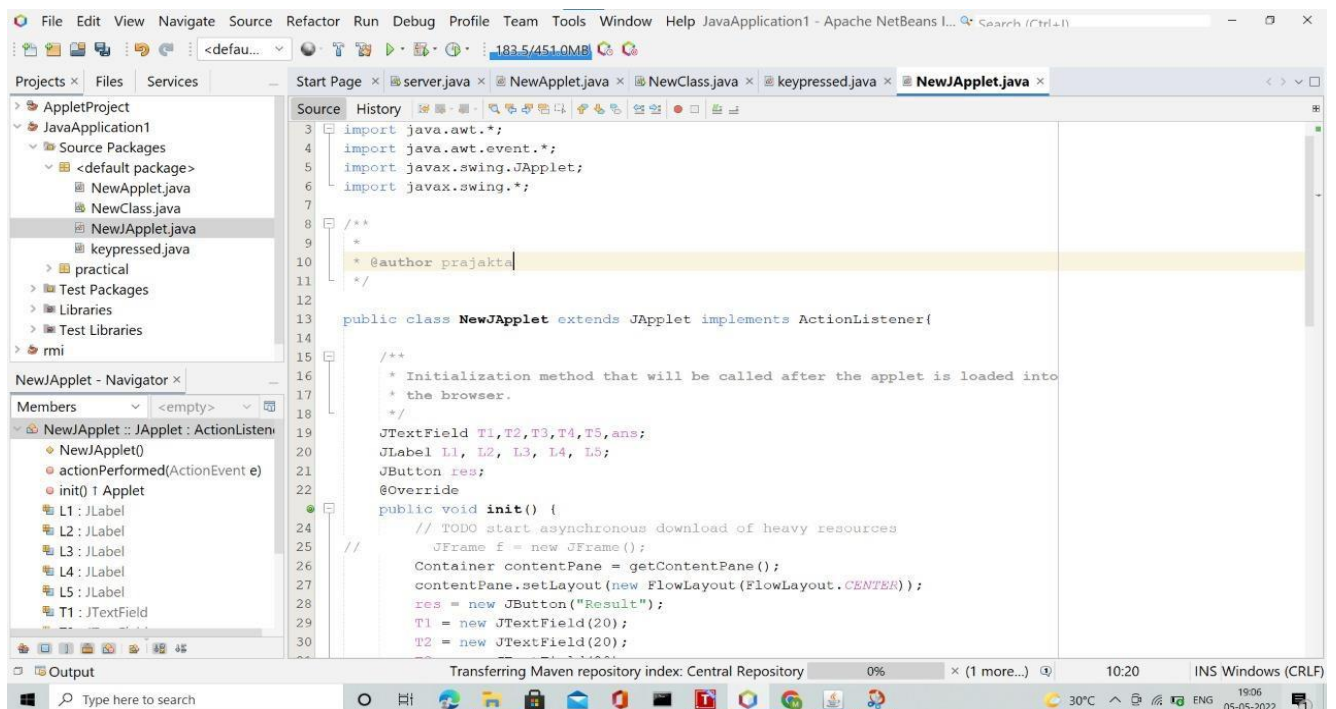 File Edit View Navigate Source Refactor Run Debug Profile Team Tools Window Help JavaApplication1 - Apache NetBeans I... Search (Ctrl+I)
<defau... 183.5/451.0MB
Projects × Files Services
Start Page × server.java × NewApplet.java × NewClass.java × keypressed.java × NewJApplet.java ×
AppletProject
JavaApplication1
Source Packages
<default package>
NewApplet.java
NewClass.java
NewJApplet.java
keypressed.java
practical
Test Packages
Libraries
Test Libraries
rmi
NewJApplet - Navigator ×
Members <empty>
NewJApplet :: JApplet : ActionListen
NewJApplet()
actionPerformed(ActionEvent e)
init() ↑ Applet
L1 : JLabel
L2 : JLabel
L3 : JLabel
L4 : JLabel
L5 : JLabel
T1 : JTextField
Source History
3 import java.awt.*;
4 import java.awt.event.*;
5 import javax.swing.JApplet;
6 import javax.swing.*;
7
8 /**
9 *
10 * @author prajakta
11 */
12
13 public class NewJApplet extends JApplet implements ActionListener{
14
15 /**
16 * Initialization method that will be called after the applet is loaded into
17 * the browser.
18 */
19 JTextField T1,T2,T3,T4,T5,ans;
20 JLabel L1, L2, L3, L4, L5;
21 JButton res;
22 @Override
public void init() {
24 // TODO start asynchronous download of heavy resources
25 // JFrame f = new JFrame();
26 Container contentPane = getContentPane();
27 contentPane.setLayout(new FlowLayout(FlowLayout.CENTER));
28 res = new JButton("Result");
29 T1 = new JTextField(20);
30 T2 = new JTextField(20);
Output Transferring Maven repository index: Central Repository 0% × (1 more...) 10:20 INS Windows (CRLF)
Type here to search 30°C ENG 19:06
05-05-2022